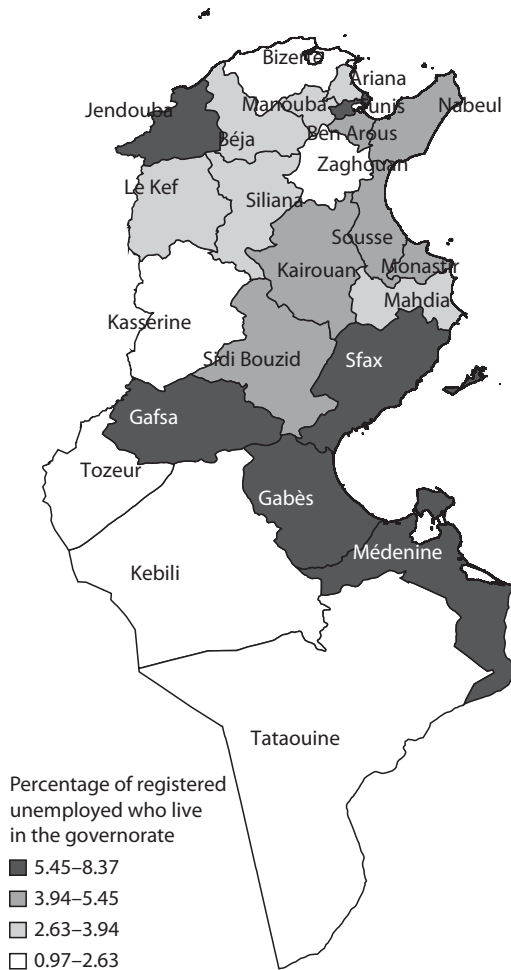 Bizerte
Ariana
Jendouba
Manouba
Tunis
Nabeul
Béja
Ben Arous
Zaghouan
Le Kef
Siliana
Sousse
Monastir
Kairouan
Mahdia
Kasserine
Sidi Bouzid
Sfax
Gafsa
Tozeur
Gabès
Médenine
Kebili
Tataouine
Percentage of registered
unemployed who live
in the governorate
5.45–8.37
3.94–5.45
2.63–3.94
0.97–2.63